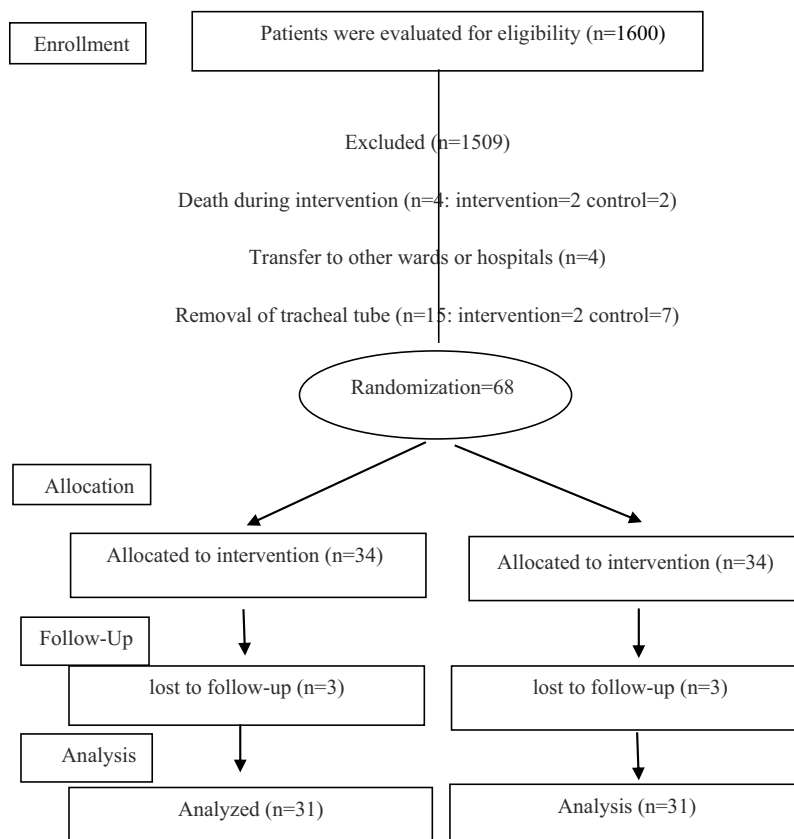 Enrollment
Patients were evaluated for eligibility (n=1600)
Excluded (n=1509)
Death during intervention (n=4: intervention=2 control=2)
Transfer to other wards or hospitals (n=4)
Removal of tracheal tube (n=15: intervention=2 control=7)
Randomization=68
Allocation
Allocated to intervention (n=34)
Allocated to intervention (n=34)
Follow-Up
lost to follow-up (n=3)
lost to follow-up (n=3)
Analysis
Analyzed (n=31)
Analysis (n=31)